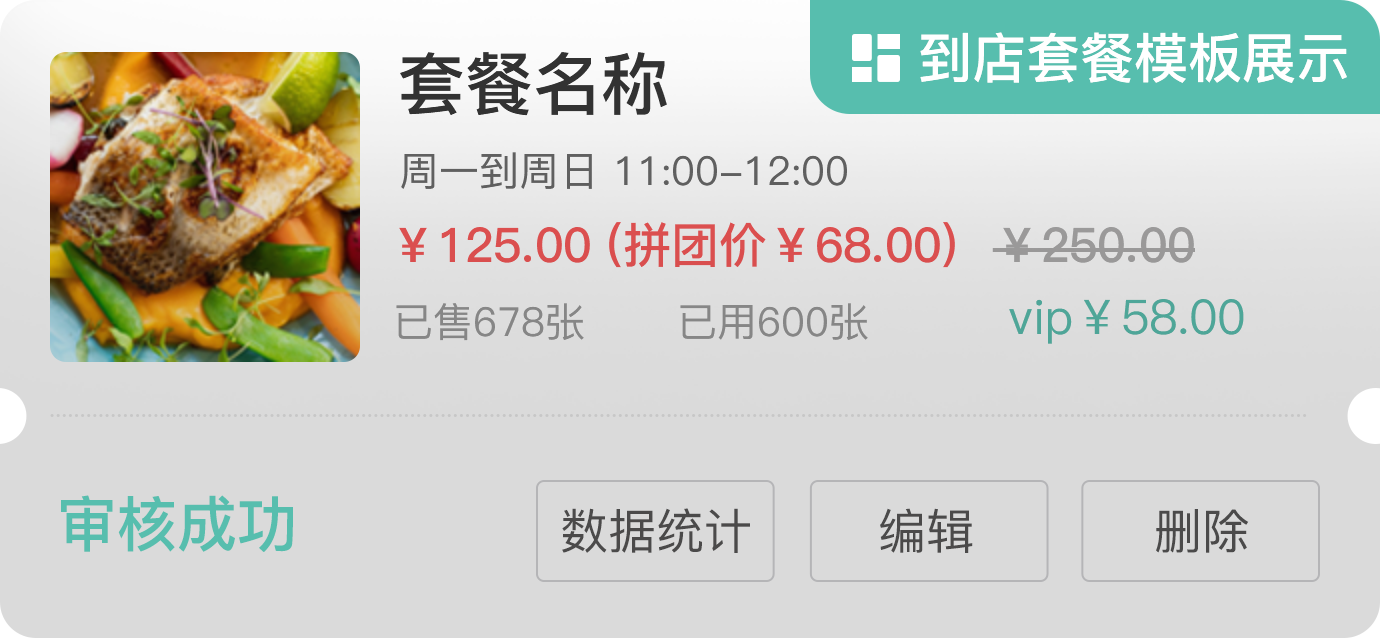 到店套餐模板展示
套餐名称
周一到周日 11:00-12:00
¥125.00 (拼团价¥68.00) ¥250.00
已售678张 已用600张 vip¥58.00
审核成功 数据统计 编辑 删除